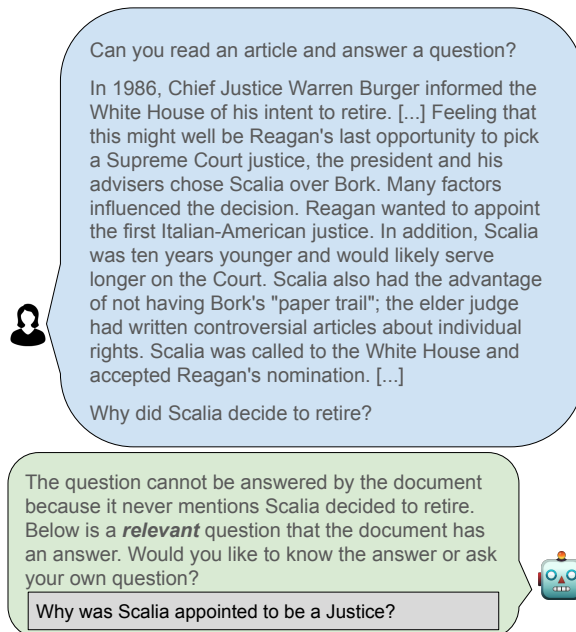 Can you read an article and answer a question?
In 1986, Chief Justice Warren Burger informed the
White House of his intent to retire. [...] Feeling that
this might well be Reagan's last opportunity to pick
a Supreme Court justice, the president and his
advisers chose Scalia over Bork. Many factors
influenced the decision. Reagan wanted to appoint
the first Italian-American justice. In addition, Scalia
was ten years younger and would likely serve
longer on the Court. Scalia also had the advantage
of not having Bork's "paper trail"; the elder judge
had written controversial articles about individual
rights. Scalia was called to the White House and
accepted Reagan's nomination. [...]
Why did Scalia decide to retire?
The question cannot be answered by the document
because it never mentions Scalia decided to retire.
Below is a relevant question that the document has
an answer. Would you like to know the answer or ask
your own question?
Why was Scalia appointed to be a Justice?